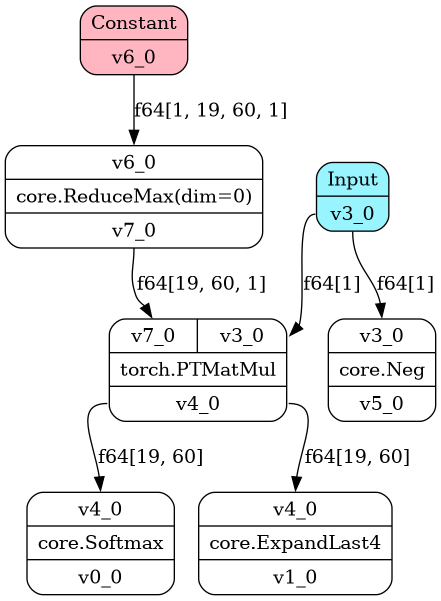 Constant
v6_0
f64[1, 19, 60, 1]
v6_0
core.ReduceMax(dim=0)
v7_0
Input
v3_0
f64[19, 60, 1]
f64[1]
f64[1]
v7_0 v3_0
torch.PTMatMul
v4_0
v3_0
core.Neg
v5_0
f64[19, 60]
f64[19, 60]
v4_0
core.Softmax
v0_0
v4_0
core.ExpandLast4
v1_0